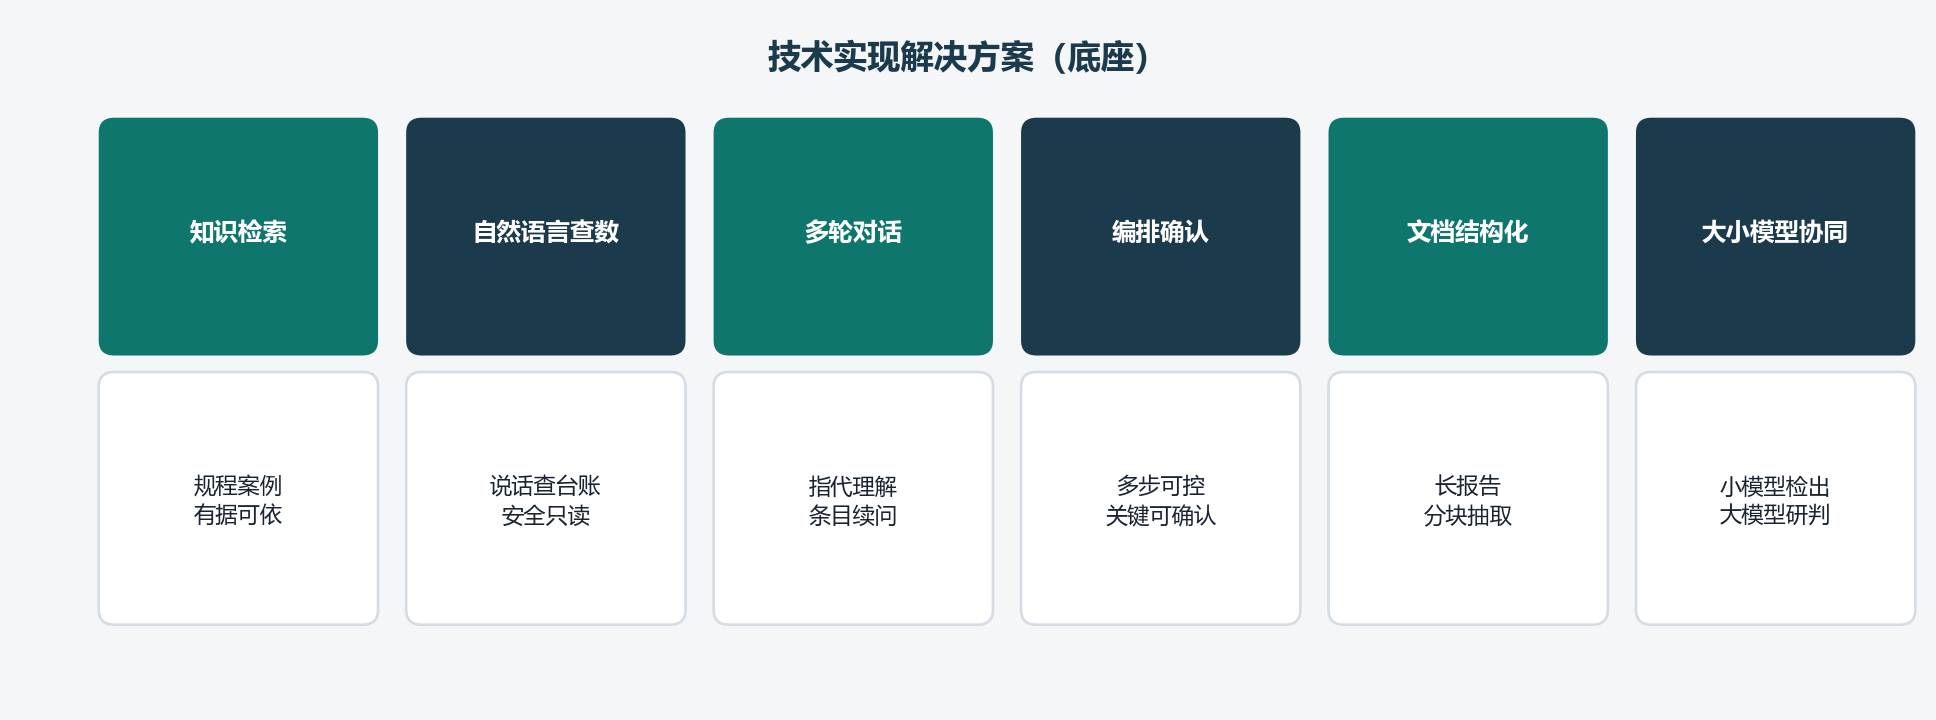 技术实现解决方案（底座）
知识检索
自然语言查数
多轮对话
编排确认
文档结构化
大小模型协同
规程案例
有据可依
说话查台账
安全只读
指代理解
条目续问
多步可控
关键可确认
长报告
分块抽取
小模型检出
大模型研判